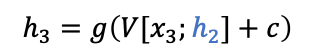 h₃ = g(V[x₃; h₂] + c)